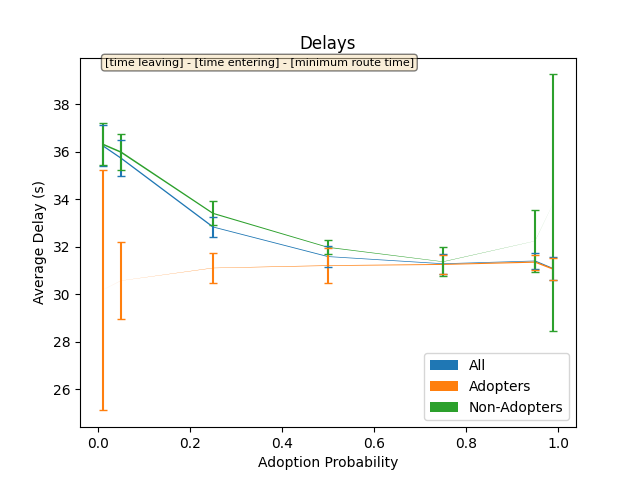 Delays
[time leaving] - [time entering] - [minimum route time]
38
36
34
32
30
28
26
Average Delay (s)
0.0 0.2 0.4 0.6 0.8 1.0
Adoption Probability
All
Adopters
Non-Adopters